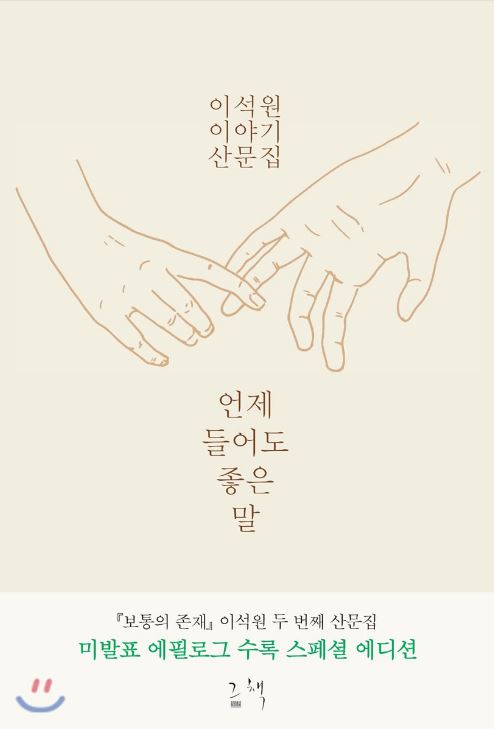 이석원
이야기
산문집
언제
들어도
좋은
말
『보통의 존재』 이석원 두 번째 산문집
미발표 에필로그 수록 스페셜 에디션
그책